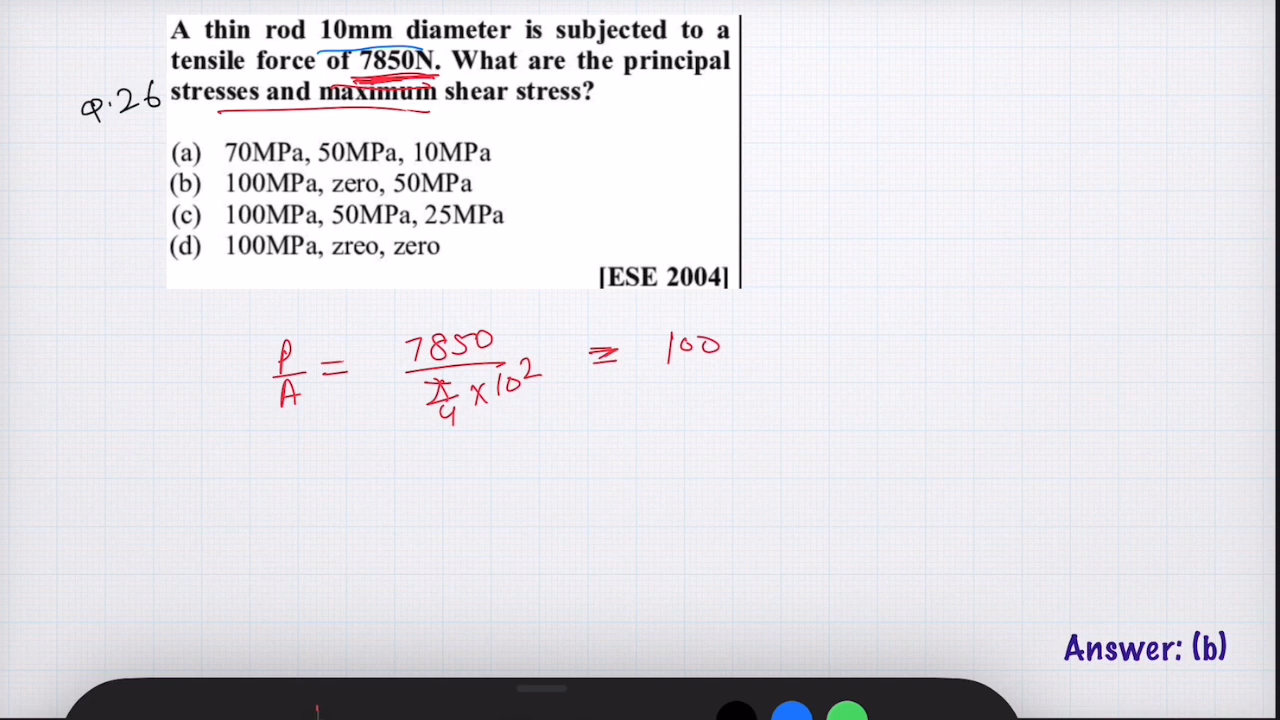 A thin rod 10mm diameter is subjected to a
tensile force of 7850N. What are the principal
Q.26 stresses and maximum shear stress?
(a) 70MPa, 50MPa, 10MPa
(b) 100MPa, zero, 50MPa
(c) 100MPa, 50MPa, 25MPa
(d) 100MPa, zreo, zero
[ESE 2004]
P/A = 7850 / (π/4 × 10²) = 100
Answer: (b)